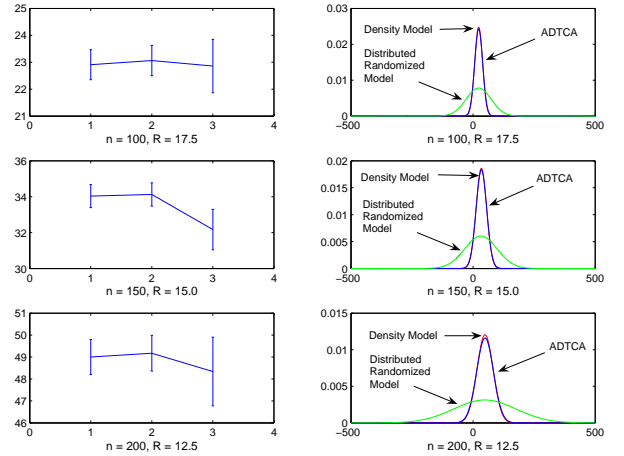 25
24
23
22
21
0
1
2
3
4
n = 100, R = 17.5
0.03
0.02
0.01
0
−500
0
500
n = 100, R = 17.5
Density Model
ADTCA
Distributed
Randomized
Model
36
34
32
30
0
1
2
3
4
n = 150, R = 15.0
0.02
0.015
0.01
0.005
0
−500
0
500
n = 150, R = 15.0
Density Model
ADTCA
Distributed
Randomized
Model
51
50
49
48
47
46
0
1
2
3
4
n = 200, R = 12.5
0.015
0.01
0.005
0
−500
0
500
n = 200, R = 12.5
Density Model
ADTCA
Distributed
Randomized
Model